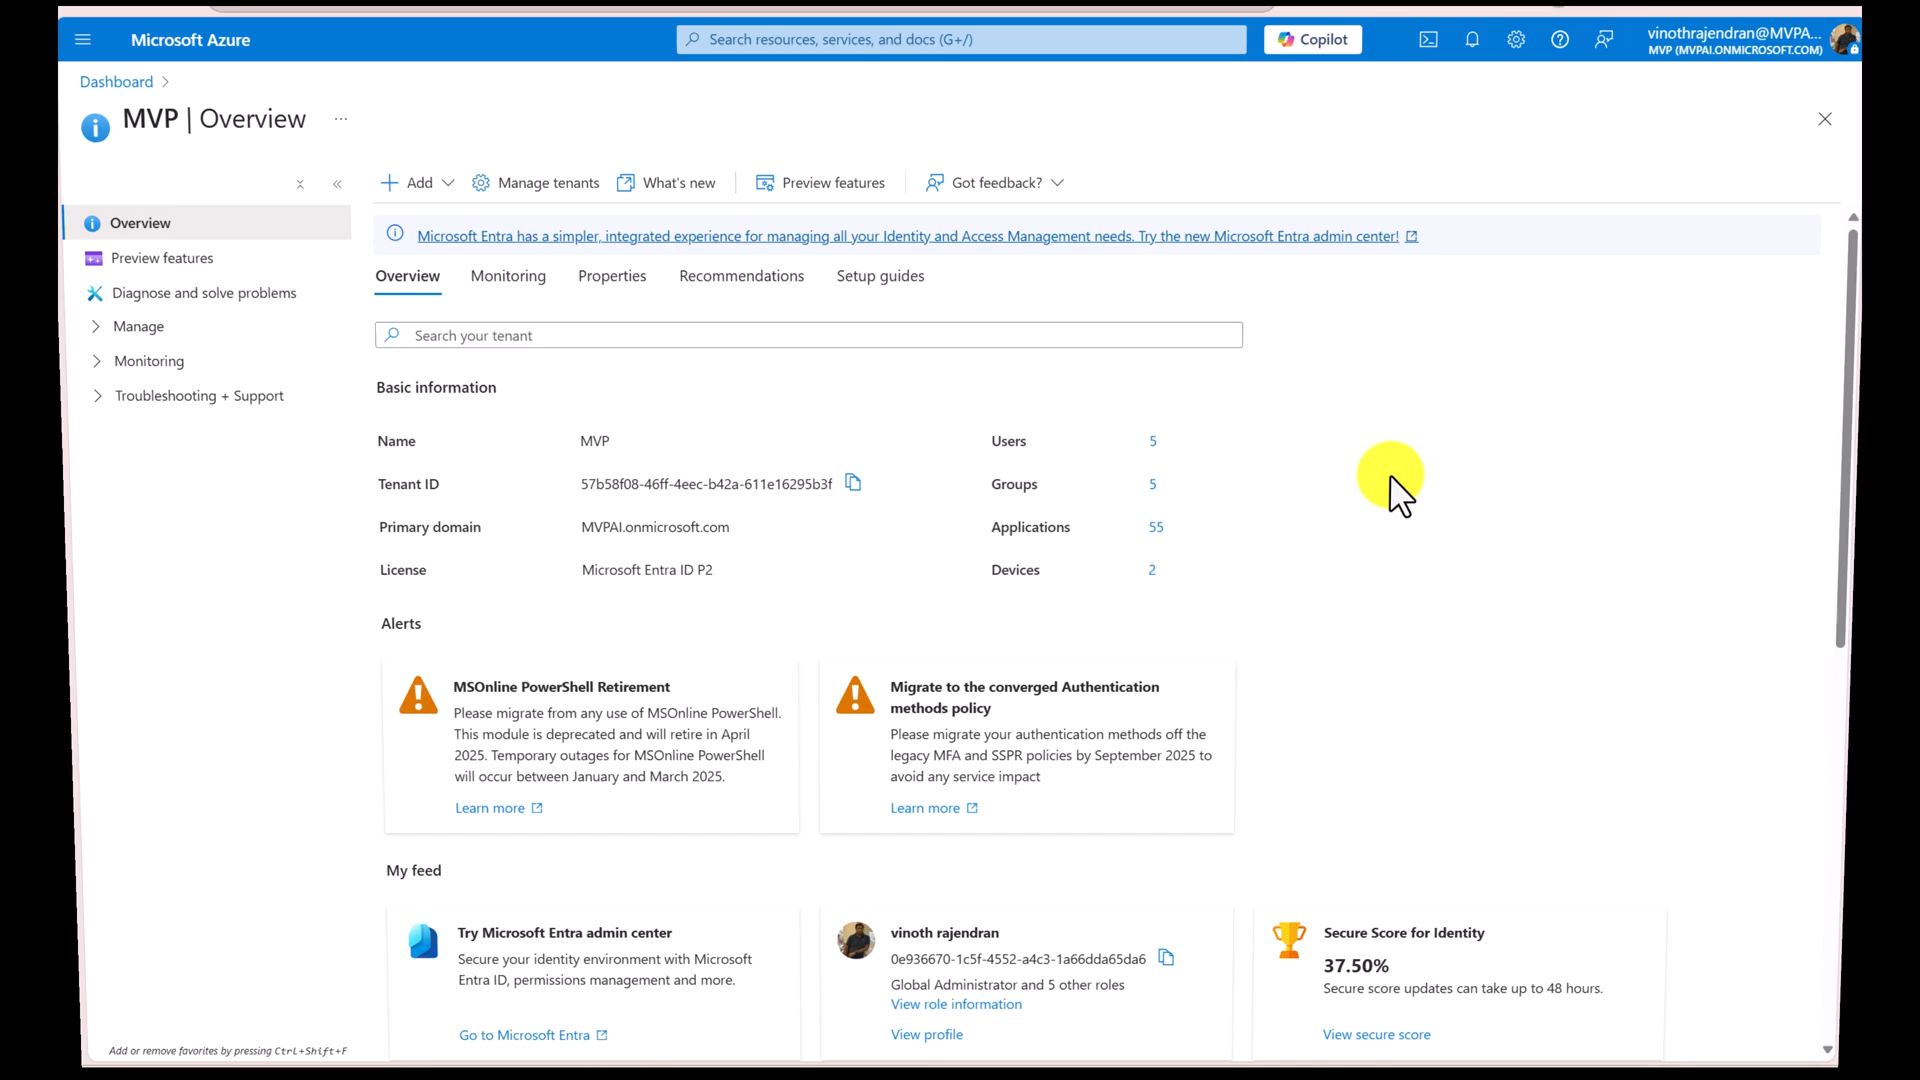 Microsoft Azure
Search resources, services, and docs (G+/)
Copilot
vinothrajendran@MVPA...
MVP (MVPAI.ONMICROSOFT.COM)
Dashboard
MVP | Overview
Add
Manage tenants
What's new
Preview features
Got feedback?
Overview
Preview features
Diagnose and solve problems
Manage
Monitoring
Troubleshooting + Support
Microsoft Entra has a simpler, integrated experience for managing all your Identity and Access Management needs. Try the new Microsoft Entra admin center!
Overview
Monitoring
Properties
Recommendations
Setup guides
Search your tenant
Basic information
Name MVP
Tenant ID 57b58f08-46ff-4eec-b42a-611e16295b3f
Primary domain MVPAI.onmicrosoft.com
License Microsoft Entra ID P2
Users 5
Groups 5
Applications 55
Devices 2
Alerts
MSOnline PowerShell Retirement
Please migrate from any use of MSOnline PowerShell.
This module is deprecated and will retire in April
2025. Temporary outages for MSOnline PowerShell
will occur between January and March 2025.
Learn more
Migrate to the converged Authentication
methods policy
Please migrate your authentication methods off the
legacy MFA and SSPR policies by September 2025 to
avoid any service impact
Learn more
My feed
Try Microsoft Entra admin center
Secure your identity environment with Microsoft
Entra ID, permissions management and more.
Go to Microsoft Entra
vinoth rajendran
0e936670-1c5f-4552-a4c3-1a66dda65da6
Global Administrator and 5 other roles
View role information
View profile
Secure Score for Identity
37.50%
Secure score updates can take up to 48 hours.
View secure score
Add or remove favorites by pressing Ctrl+Shift+F